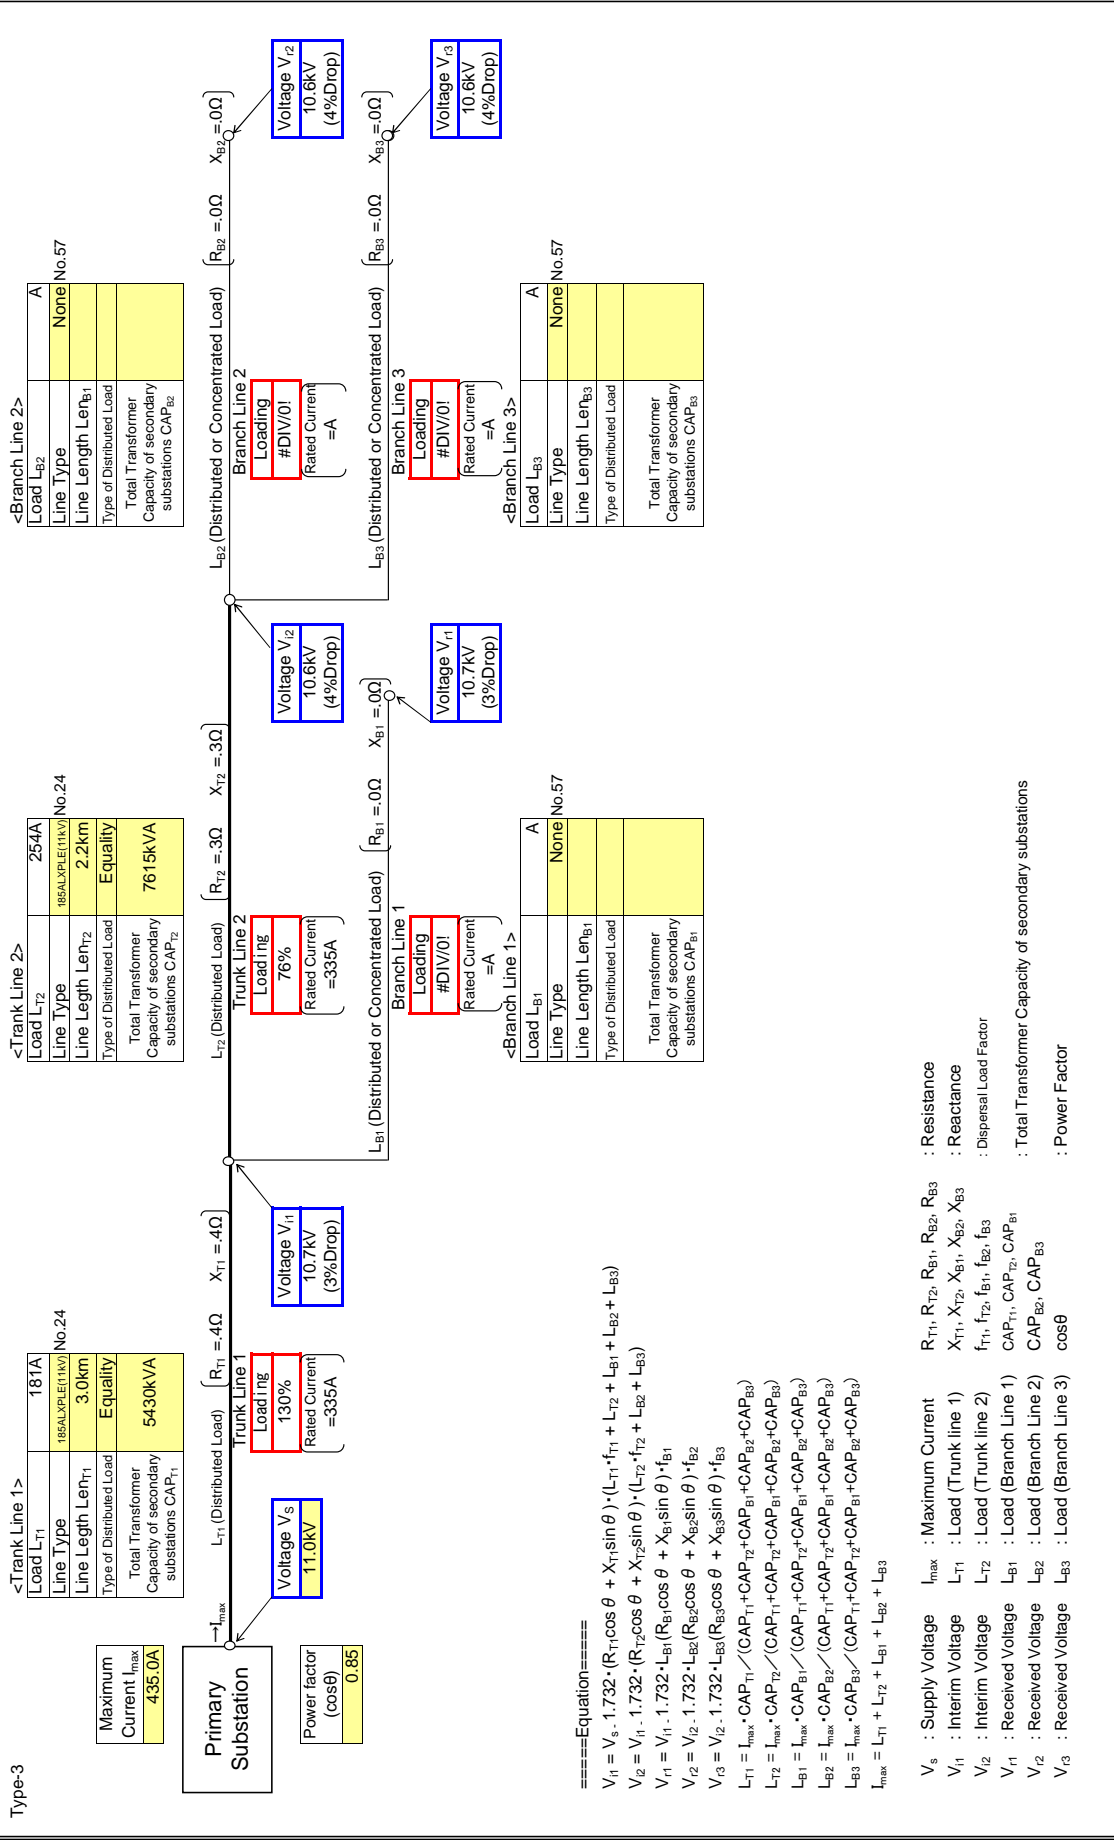 Type-3
Maximum
Current Imax
435.0A
Power factor
(cosθ)
0.85
Primary
Substation
→Imax
Voltage VS
11.0kV
<Trank Line 1>
Load LT1 181A
Line Type 185ALXPLE(11kV) No.24
Line Legth LenT1 3.0km
Type of Distributed Load Equality
Total Transformer
Capacity of secondary
substations CAPT1
5430kVA
LT1 (Distributed Load)
RT1 =.4Ω XT1 =.4Ω
Trunk Line 1
Loading
130%
Rated Current
=335A
Voltage Vi1
10.7kV
(3%Drop)
<Trank Line 2>
Load LT2 254A
Line Type 185ALXPLE(11kV) No.24
Line Legth LenT2 2.2km
Type of Distributed Load Equality
Total Transformer
Capacity of secondary
substations CAPT2
7615kVA
LT2 (Distributed Load)
RT2 =.3Ω XT2 =.3Ω
Trunk Line 2
Loading
76%
Rated Current
=335A
Voltage Vi2
10.6kV
(4%Drop)
LB1 (Distributed or Concentrated Load)
RB1 =.0Ω XB1 =.0Ω
Branch Line 1
Loading
#DIV/0!
Rated Current
=A
Voltage Vr1
10.7kV
(3%Drop)
<Branch Line 1>
Load LB1 A
Line Type None No.57
Line Length LenB1
Type of Distributed Load
Total Transformer
Capacity of secondary
substations CAPB1
<Branch Line 2>
Load LB2 A
Line Type None No.57
Line Length LenB1
Type of Distributed Load
Total Transformer
Capacity of secondary
substations CAPB2
LB2 (Distributed or Concentrated Load)
RB2 =.0Ω XB2 =.0Ω
Branch Line 2
Loading
#DIV/0!
Rated Current
=A
Voltage Vr2
10.6kV
(4%Drop)
LB3 (Distributed or Concentrated Load)
RB3 =.0Ω XB3 =.0Ω
Branch Line 3
Loading
#DIV/0!
Rated Current
=A
Voltage Vr3
10.6kV
(4%Drop)
<Branch Line 3>
Load LB3 A
Line Type None No.57
Line Length LenB3
Type of Distributed Load
Total Transformer
Capacity of secondary
substations CAPB3
=====Equation=====
Vi1 = Vs - 1.732・(RT1cosθ + XT1sinθ)・(LT1・fT1 + LT2 + LB1 + LB2 + LB3)
Vi2 = Vi1 - 1.732・(RT2cosθ + XT2sinθ)・(LT2・fT2 + LB2 + LB3)
Vr1 = Vi1 - 1.732・LB1(RB1cosθ + XB1sinθ)・fB1
Vr2 = Vi2 - 1.732・LB2(RB2cosθ + XB2sinθ)・fB2
Vr3 = Vi2 - 1.732・LB3(RB3cosθ + XB3sinθ)・fB3
LT1 = Imax・CAPT1／(CAPT1+CAPT2+CAPB1+CAPB2+CAPB3)
LT2 = Imax・CAPT2／(CAPT1+CAPT2+CAPB1+CAPB2+CAPB3)
LB1 = Imax・CAPB1／(CAPT1+CAPT2+CAPB1+CAPB2+CAPB3)
LB2 = Imax・CAPB2／(CAPT1+CAPT2+CAPB1+CAPB2+CAPB3)
LB3 = Imax・CAPB3／(CAPT1+CAPT2+CAPB1+CAPB2+CAPB3)
Imax = LT1 + LT2 + LB1 + LB2 + LB3
Vs : Supply Voltage Imax : Maximum Current RT1, RT2, RB1, RB2, RB3 : Resistance
Vi1 : Interim Voltage LT1 : Load (Trunk line 1) XT1, XT2, XB1, XB2, XB3 : Reactance
Vi2 : Interim Voltage LT2 : Load (Trunk line 2) fT1, fT2, fB1, fB2, fB3 : Dispersal Load Factor
Vr1 : Received Voltage LB1 : Load (Branch Line 1) CAPT1, CAPT2, CAPB1 : Total Transformer Capacity of secondary substations
Vr2 : Received Voltage LB2 : Load (Branch Line 2) CAPB2, CAPB3
Vr3 : Received Voltage LB3 : Load (Branch Line 3) cosθ : Power Factor